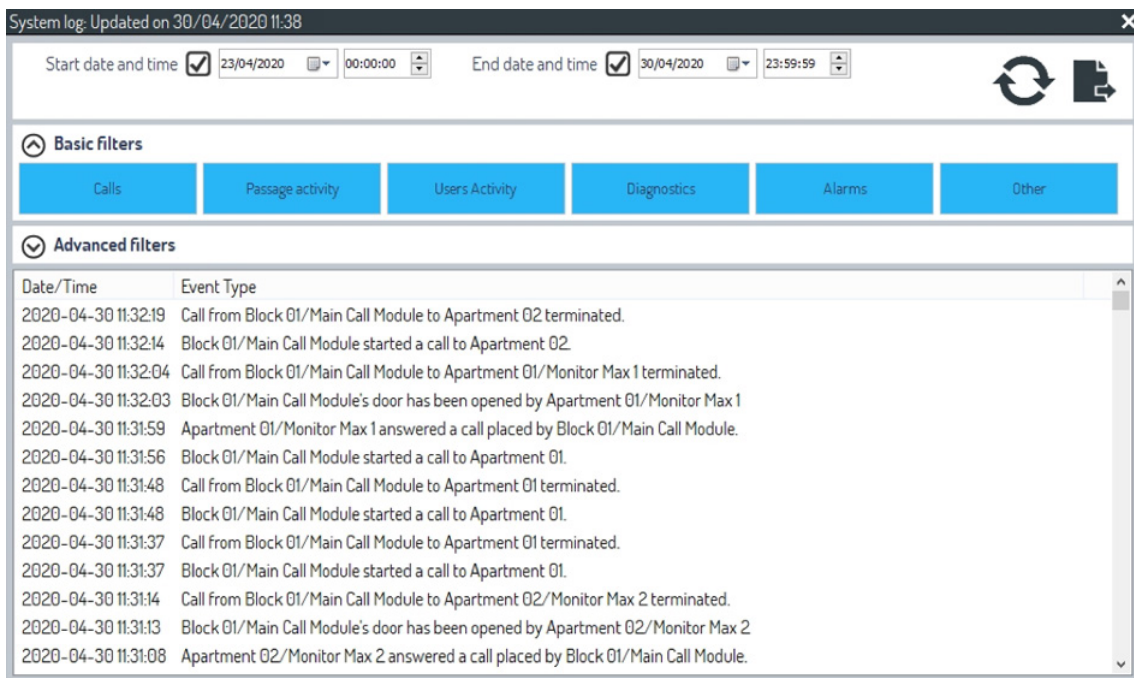 System log: Updated on 30/04/2020 11:38
Start date and time 23/04/2020 00:00:00 End date and time 30/04/2020 23:59:59
Basic filters
Calls Passage activity Users Activity Diagnostics Alarms Other
Advanced filters
Date/Time Event Type
2020-04-30 11:32:19 Call from Block 01/Main Call Module to Apartment 02 terminated.
2020-04-30 11:32:14 Block 01/Main Call Module started a call to Apartment 02.
2020-04-30 11:32:04 Call from Block 01/Main Call Module to Apartment 01/Monitor Max 1 terminated.
2020-04-30 11:32:03 Block 01/Main Call Module's door has been opened by Apartment 01/Monitor Max 1
2020-04-30 11:31:59 Apartment 01/Monitor Max 1 answered a call placed by Block 01/Main Call Module.
2020-04-30 11:31:56 Block 01/Main Call Module started a call to Apartment 01.
2020-04-30 11:31:48 Call from Block 01/Main Call Module to Apartment 01 terminated.
2020-04-30 11:31:48 Block 01/Main Call Module started a call to Apartment 01.
2020-04-30 11:31:37 Call from Block 01/Main Call Module to Apartment 01 terminated.
2020-04-30 11:31:37 Block 01/Main Call Module started a call to Apartment 01.
2020-04-30 11:31:14 Call from Block 01/Main Call Module to Apartment 02/Monitor Max 2 terminated.
2020-04-30 11:31:13 Block 01/Main Call Module's door has been opened by Apartment 02/Monitor Max 2
2020-04-30 11:31:08 Apartment 02/Monitor Max 2 answered a call placed by Block 01/Main Call Module.